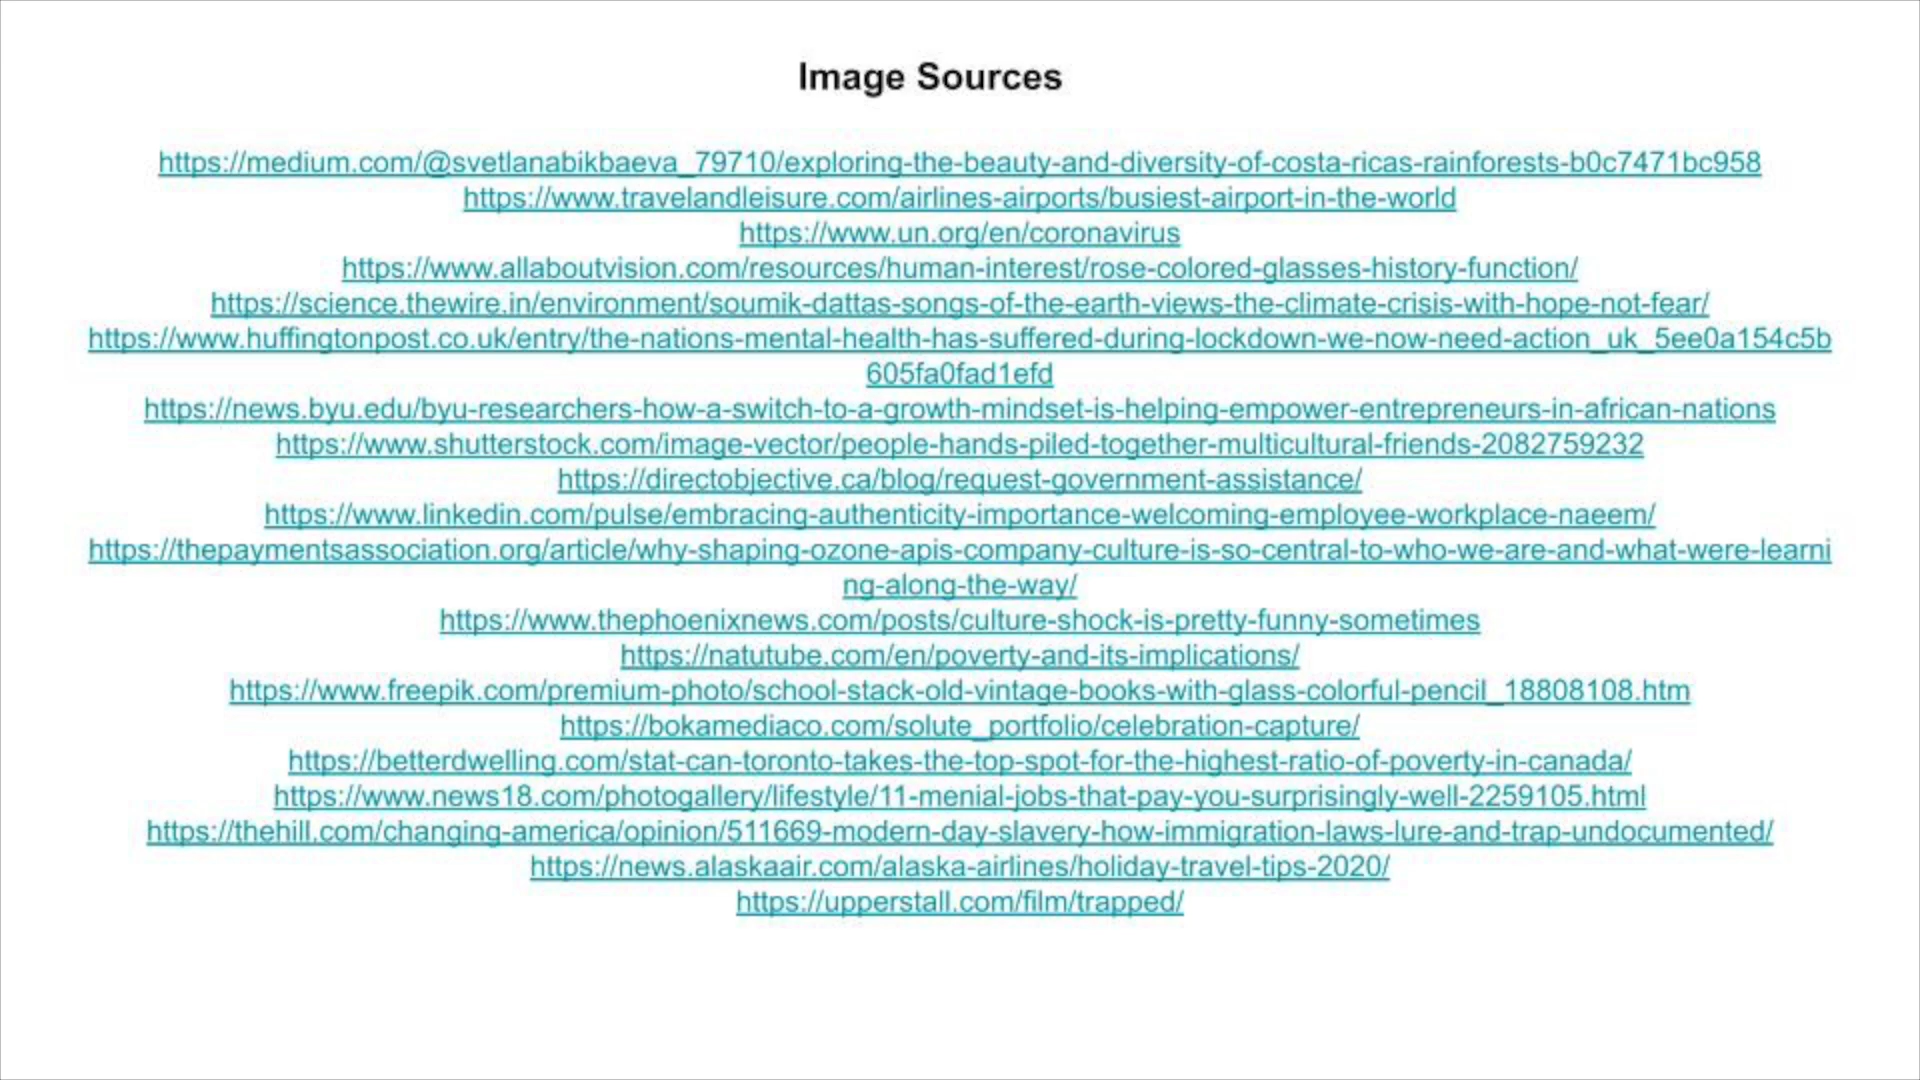 Image Sources
https://medium.com/@svetlanabikbaeva_79710/exploring-the-beauty-and-diversity-of-costa-ricas-rainforests-b0c7471bc958
https://www.travelandleisure.com/airlines-airports/busiest-airport-in-the-world
https://www.un.org/en/coronavirus
https://www.allaboutvision.com/resources/human-interest/rose-colored-glasses-history-function/
https://science.thewire.in/environment/soumik-dattas-songs-of-the-earth-views-the-climate-crisis-with-hope-not-fear/
https://www.huffingtonpost.co.uk/entry/the-nations-mental-health-has-suffered-during-lockdown-we-now-need-action_uk_5ee0a154c5b
605fa0fad1efd
https://news.byu.edu/byu-researchers-how-a-switch-to-a-growth-mindset-is-helping-empower-entrepreneurs-in-african-nations
https://www.shutterstock.com/image-vector/people-hands-piled-together-multicultural-friends-2082759232
https://directobjective.ca/blog/request-government-assistance/
https://www.linkedin.com/pulse/embracing-authenticity-importance-welcoming-employee-workplace-naeem/
https://thepaymentsassociation.org/article/why-shaping-ozone-apis-company-culture-is-so-central-to-who-we-are-and-what-were-learni
ng-along-the-way/
https://www.thephoenixnews.com/posts/culture-shock-is-pretty-funny-sometimes
https://natutube.com/en/poverty-and-its-implications/
https://www.freepik.com/premium-photo/school-stack-old-vintage-books-with-glass-colorful-pencil_18808108.htm
https://bokamediaco.com/solute_portfolio/celebration-capture/
https://betterdwelling.com/stat-can-toronto-takes-the-top-spot-for-the-highest-ratio-of-poverty-in-canada/
https://www.news18.com/photogallery/lifestyle/11-menial-jobs-that-pay-you-surprisingly-well-2259105.html
https://thehill.com/changing-america/opinion/511669-modern-day-slavery-how-immigration-laws-lure-and-trap-undocumented/
https://news.alaskaair.com/alaska-airlines/holiday-travel-tips-2020/
https://upperstall.com/film/trapped/